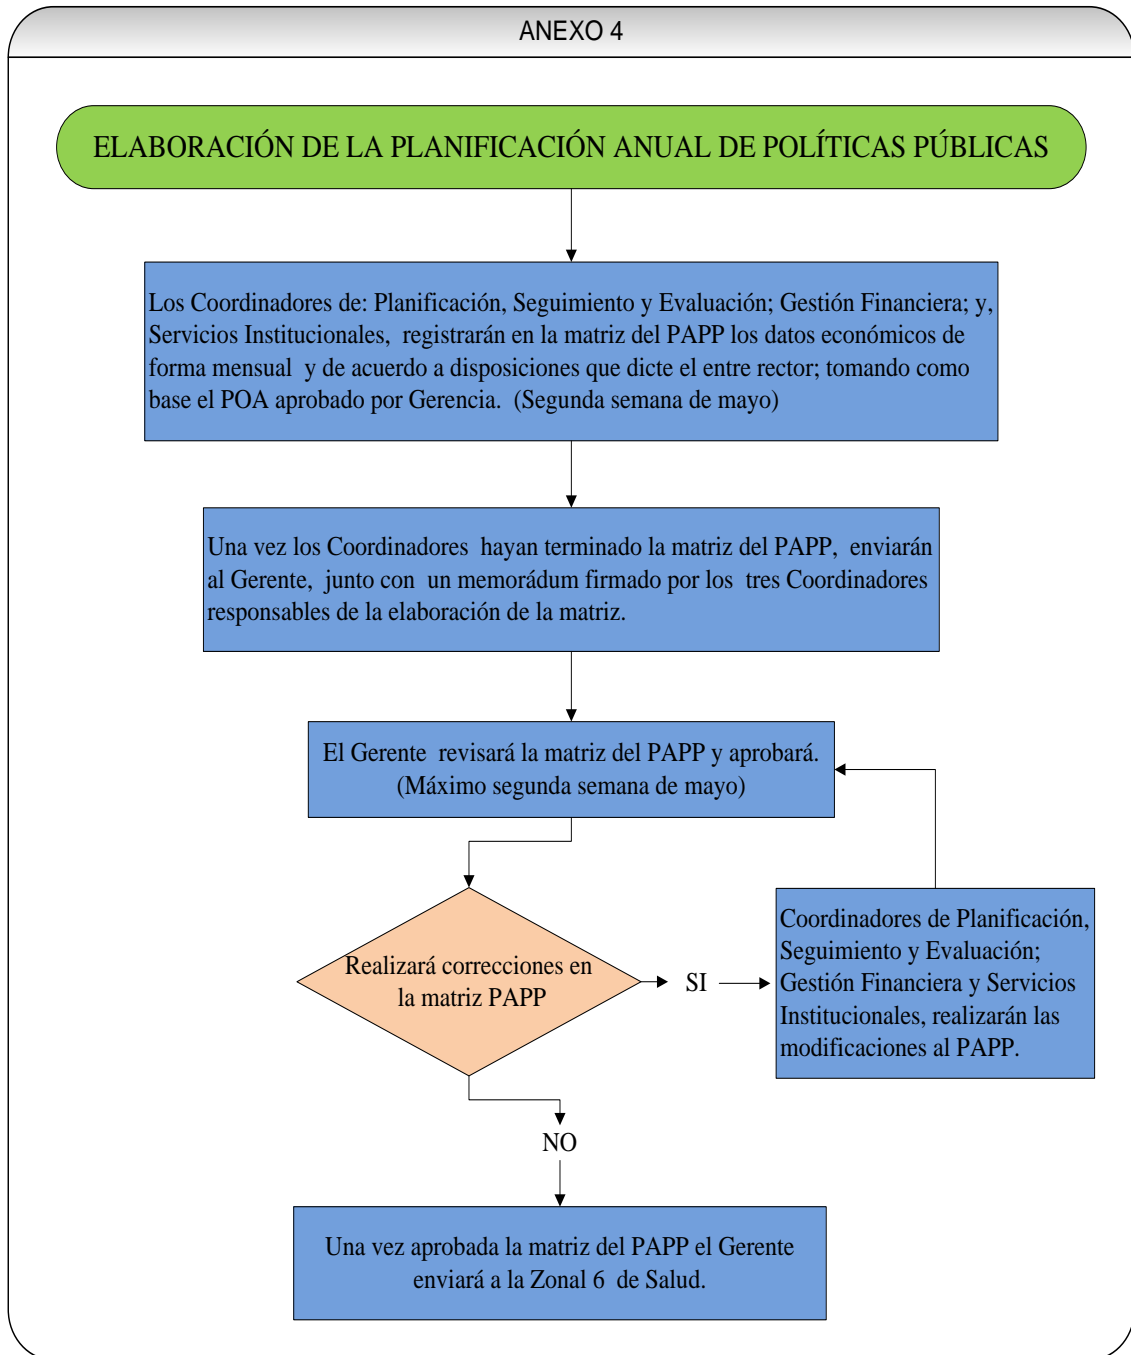 ANEXO 4
ELABORACIÓN DE LA PLANIFICACIÓN ANUAL DE POLÍTICAS PÚBLICAS
Los Coordinadores de: Planificación, Seguimiento y Evaluación; Gestión Financiera; y,
Servicios Institucionales, registrarán en la matriz del PAPP los datos económicos de
forma mensual y de acuerdo a disposiciones que dicte el entre rector; tomando como
base el POA aprobado por Gerencia. (Segunda semana de mayo)
Una vez los Coordinadores hayan terminado la matriz del PAPP, enviarán
al Gerente, junto con un memorádum firmado por los tres Coordinadores
responsables de la elaboración de la matriz.
El Gerente revisará la matriz del PAPP y aprobará.
(Máximo segunda semana de mayo)
Realizará correcciones en
la matriz PAPP
SI
Coordinadores de Planificación,
Seguimiento y Evaluación;
Gestión Financiera y Servicios
Institucionales, realizarán las
modificaciones al PAPP.
NO
Una vez aprobada la matriz del PAPP el Gerente
enviará a la Zonal 6 de Salud.